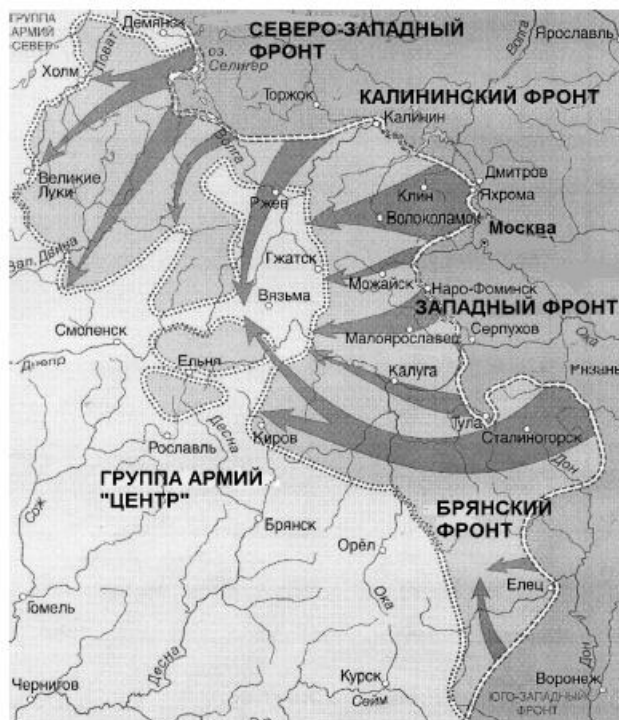 ГРУППА
АРМИЙ
«СЕВЕР»
Демянск
Ловать
оз.
Селигер
Холм
СЕВЕРО-ЗАПАДНЫЙ
ФРОНТ
Волга
Ярославль
Торжок
КАЛИНИНСКИЙ ФРОНТ
Калинин
Волга
Великие
Луки
Ржев
Клин
Дмитров
Яхрома
Волоколамск
Москва
Зап. Двина
Гжатск
Можайск
Наро-Фоминск
Вязьма
ЗАПАДНЫЙ ФРОНТ
Смоленск
Малоярославец
Серпухов
Ока
Днепр
Ельня
Калуга
Рязань
Десна
Тула
Рославль
Киров
Сталиногорск
Дон
ГРУППА АРМИЙ
"ЦЕНТР"
Сож
БРЯНСКИЙ
ФРОНТ
Брянск
Орёл
Елец
Гомель
Ока
Десна
Дон
Чернигов
Курск
Сейм
Воронеж
ЮГО-ЗАПАДНЫЙ
ФРОНТ